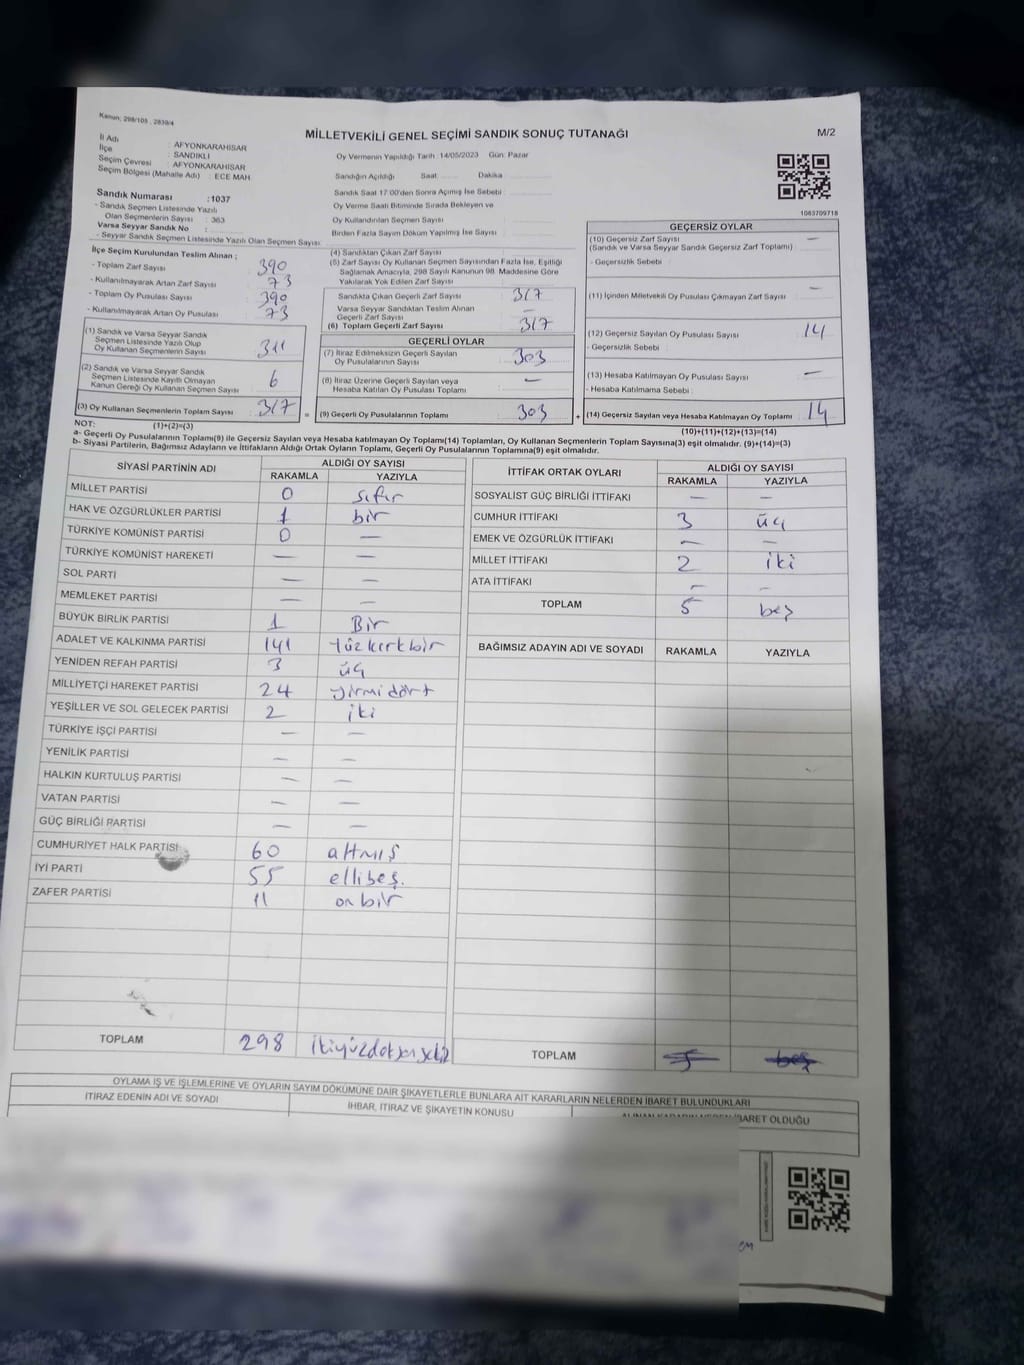 Kanun; 298/105 , 2839/4
MİLLETVEKİLİ GENEL SEÇİMİ SANDIK SONUÇ TUTANAĞI
M/2
İl Adı : AFYONKARAHİSAR
İlçe : SANDIKLI
Seçim Çevresi : AFYONKARAHİSAR
Seçim Bölgesi (Mahalle Adı) : ECE MAH
Oy Vermenin Yapıldığı Tarih :14/05/2023 Gün: Pazar
Sandığın Açıldığı Saat Dakika
Sandık Numarası :1037
- Sandık Seçmen Listesinde Yazılı
Olan Seçmenlerin Sayısı : 363
Varsa Seyyar Sandık No :
- Seyyar Sandık Seçmen Listesinde Yazılı Olan Seçmen Sayısı
Sandık Saat 17:00'den Sonra Açımış İse Sebebi
Oy Verme Saati Bitiminde Sırada Bekleyen ve
Oy Kullandırılan Seçmen Sayısı
Birden Fazla Sayım Döküm Yapılmış İse Sayısı
1083709718
İlçe Seçim Kurulundan Teslim Alınan ;
- Toplam Zarf Sayısı 390
- Kullanılmayarak Artan Zarf Sayısı 73
- Toplam Oy Pusulası Sayısı 390
- Kullanılmayarak Artan Oy Pusulası 73
(1) Sandık ve Varsa Seyyar Sandık
Seçmen Listesinde Yazılı Olup
Oy Kullanan Seçmenlerin Sayısı 311
(2) Sandık ve Varsa Seyyar Sandık
Seçmen Listesinde Kayıtlı Olmayan
Kanun Gereği Oy Kullanan Seçmen Sayısı 6
(3) Oy Kullanan Seçmenlerin Toplam Sayısı 317 =
(4) Sandıktan Çıkan Zarf Sayısı
(5) Zarf Sayısı Oy Kullanan Seçmen Sayısından Fazla İse, Eşitliği
Sağlamak Amacıyla, 298 Sayılı Kanunun 98. Maddesine Göre
Yakılarak Yok Edilen Zarf Sayısı
Sandıkta Çıkan Geçerli Zarf Sayısı 317
Varsa Seyyar Sandıktan Teslim Alınan
Geçerli Zarf Sayısı —
(6) Toplam Geçerli Zarf Sayısı 317
GEÇERLİ OYLAR
(7) İtiraz Edilmeksizin Geçerli Sayılan
Oy Pusulalarının Sayısı 303
(8) İtiraz Üzerine Geçerli Sayılan veya
Hesaba Katılan Oy Pusulası Toplamı —
(9) Geçerli Oy Pusulalarının Toplamı 303 +
GEÇERSİZ OYLAR
(10) Geçersiz Zarf Sayısı —
(Sandık ve Varsa Seyyar Sandık Geçersiz Zarf Toplamı)
- Geçersizlik Sebebi
(11) İçinden Milletvekili Oy Pusulası Çıkmayan Zarf Sayısı —
(12) Geçersiz Sayılan Oy Pusulası Sayısı 14
- Geçersizlik Sebebi
(13) Hesaba Katılmayan Oy Pusulası Sayısı —
- Hesaba Katılmama Sebebi
(14) Geçersiz Sayılan veya Hesaba Katılmayan Oy Toplamı 14
NOT: (1)+(2)=(3) (10)+(11)+(12)+(13)=(14)
a- Geçerli Oy Pusulalarının Toplamı(9) ile Geçersiz Sayılan veya Hesaba katılmayan Oy Toplamı(14) Toplamları, Oy Kullanan Seçmenlerin Toplam Sayısına(3) eşit olmalıdır. (9)+(14)=(3)
b- Siyasi Partilerin, Bağımsız Adayların ve İttifakların Aldığı Ortak Oyların Toplamı, Geçerli Oy Pusulalarının Toplamına(9) eşit olmalıdır.
SİYASİ PARTİNİN ADI ALDIĞI OY SAYISI
RAKAMLA YAZIYLA
MİLLET PARTİSİ 0 sıfır
HAK VE ÖZGÜRLÜKLER PARTİSİ 1 bir
TÜRKİYE KOMÜNİST PARTİSİ 0 —
TÜRKİYE KOMÜNİST HAREKETİ — —
SOL PARTİ — —
MEMLEKET PARTİSİ — —
BÜYÜK BİRLİK PARTİSİ 1 Bir
ADALET VE KALKINMA PARTİSİ 141 yüzkırkbir
YENİDEN REFAH PARTİSİ 3 üç
MİLLİYETÇİ HAREKET PARTİSİ 24 yirmidört
YEŞİLLER VE SOL GELECEK PARTİSİ 2 iki
TÜRKİYE İŞÇİ PARTİSİ — —
YENİLİK PARTİSİ — —
HALKIN KURTULUŞ PARTİSİ — —
VATAN PARTİSİ — —
GÜÇ BİRLİĞİ PARTİSİ — —
CUMHURİYET HALK PARTİSİ 60 altmış
İYİ PARTİ 55 ellibeş.
ZAFER PARTİSİ 11 onbir
TOPLAM 298 ikiyüzdoksansekiz
İTTİFAK ORTAK OYLARI ALDIĞI OY SAYISI
RAKAMLA YAZIYLA
SOSYALİST GÜÇ BİRLİĞİ İTTİFAKI — —
CUMHUR İTTİFAKI 3 üç
EMEK VE ÖZGÜRLÜK İTTİFAKI — —
MİLLET İTTİFAKI 2 iki
ATA İTTİFAKI — —
TOPLAM 5 beş
BAĞIMSIZ ADAYIN ADI VE SOYADI RAKAMLA YAZIYLA
TOPLAM 5 beş
OYLAMA İŞ VE İŞLEMLERİNE VE OYLARIN SAYIM DÖKÜMÜNE DAİR ŞİKAYETLERLE BUNLARA AİT KARARLARIN NELERDEN İBARET BULUNDUKLARI
İTİRAZ EDENİN ADI VE SOYADI
İHBAR, İTİRAZ VE ŞİKAYETİN KONUSU
ALINAN KARARIN NEDEN İBARET OLDUĞU